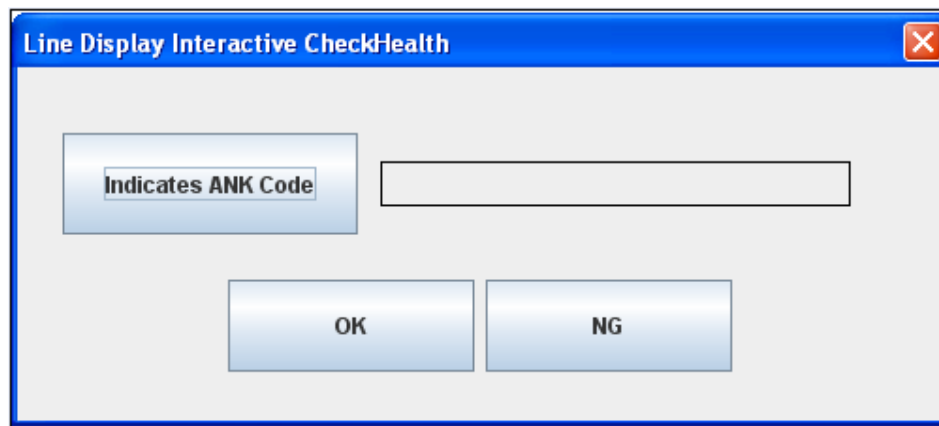 Line Display Interactive CheckHealth
Indicates ANK Code
OK
NG